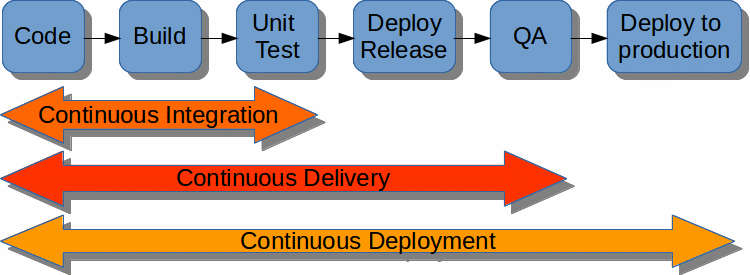 Code
Build
Unit
Test
Deploy
Release
QA
Deploy to
production
Continuous Integration
Continuous Delivery
Continuous Deployment